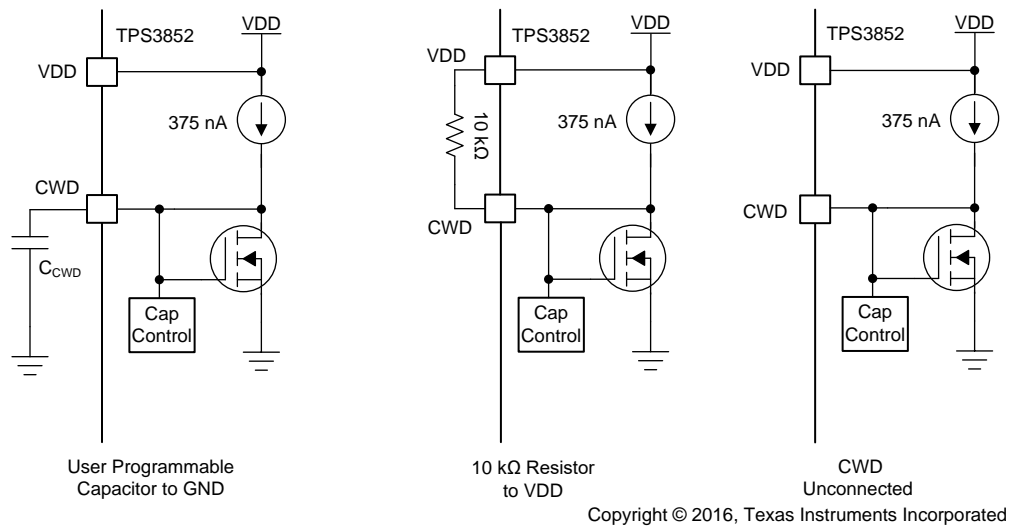 TPS3852
VDD
VDD
375 nA
CWD
C_CWD
Cap
Control
User Programmable
Capacitor to GND
TPS3852
VDD
VDD
10 kΩ
375 nA
CWD
Cap
Control
10 kΩ Resistor
to VDD
TPS3852
VDD
VDD
375 nA
CWD
Cap
Control
CWD
Unconnected
Copyright © 2016, Texas Instruments Incorporated